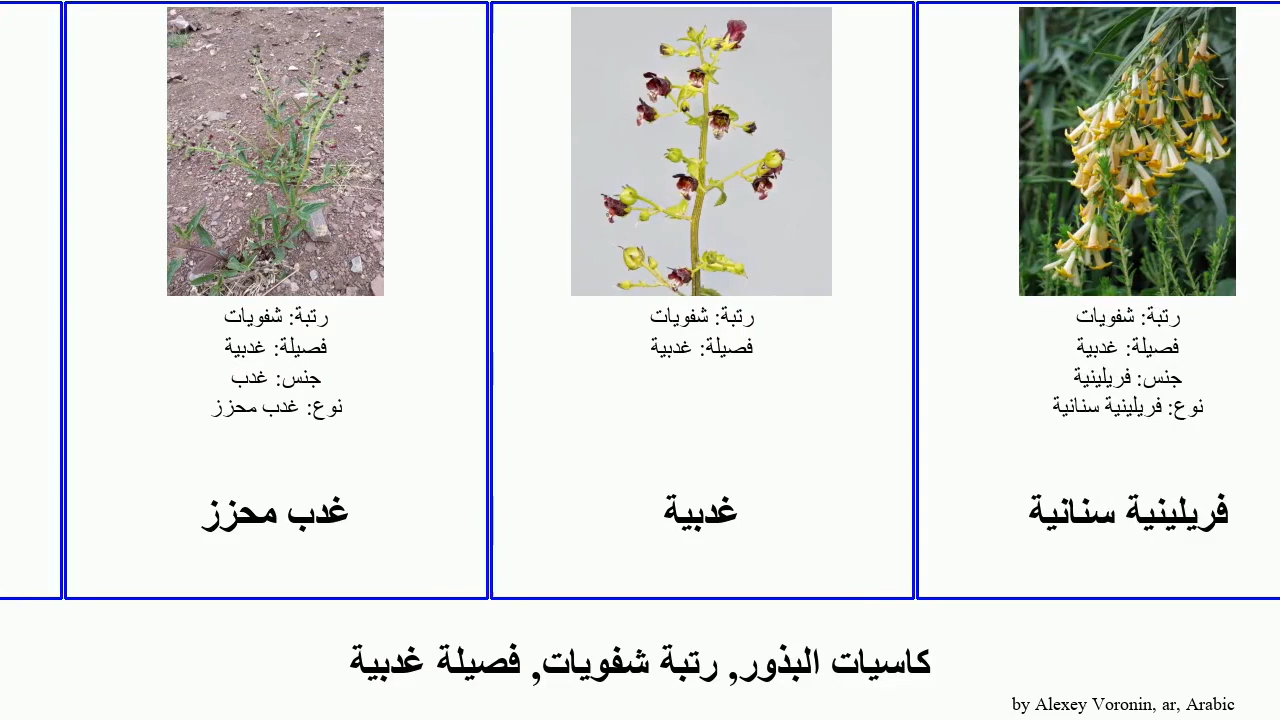 رتبة: شفويات
فصيلة: غدبية
جنس: فريلينية
نوع: فريلينية سنانية
فريلينية سنانية
رتبة: شفويات
فصيلة: غدبية
غدبية
رتبة: شفويات
فصيلة: غدبية
جنس: غدب
نوع: غدب محزز
غدب محزز
كاسيات البذور, رتبة شفويات, فصيلة غدبية
by Alexey Voronin, ar, Arabic